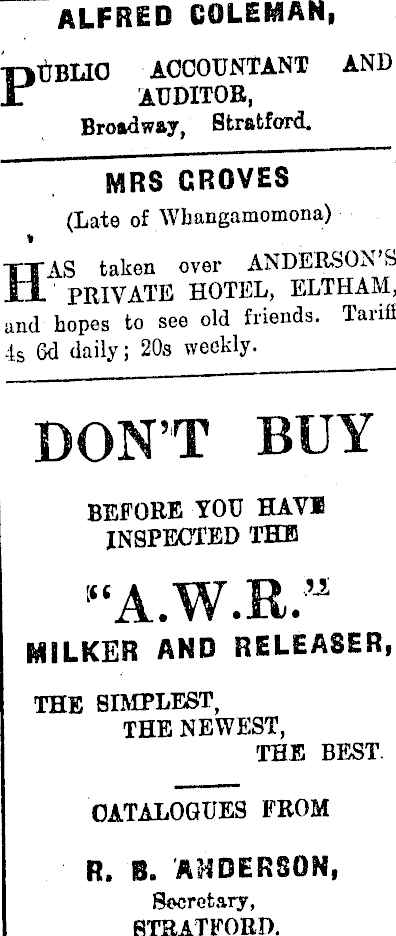 ALFRED COLEMAN,
PUBLIC ACCOUNTANT AND
AUDITOR,
Broadway, Stratford.
MRS GROVES
(Late of Whangamomona)
HAS taken over ANDERSON'S
PRIVATE HOTEL, ELTHAM,
and hopes to see old friends. Tariff
4s 6d daily; 20s weekly.
DON'T BUY
BEFORE YOU HAVE
INSPECTED THE
"A.W.R."
MILKER AND RELEASER,
THE SIMPLEST,
THE NEWEST,
THE BEST.
CATALOGUES FROM
R. B. ANDERSON,
Secretary,
STRATFORD.